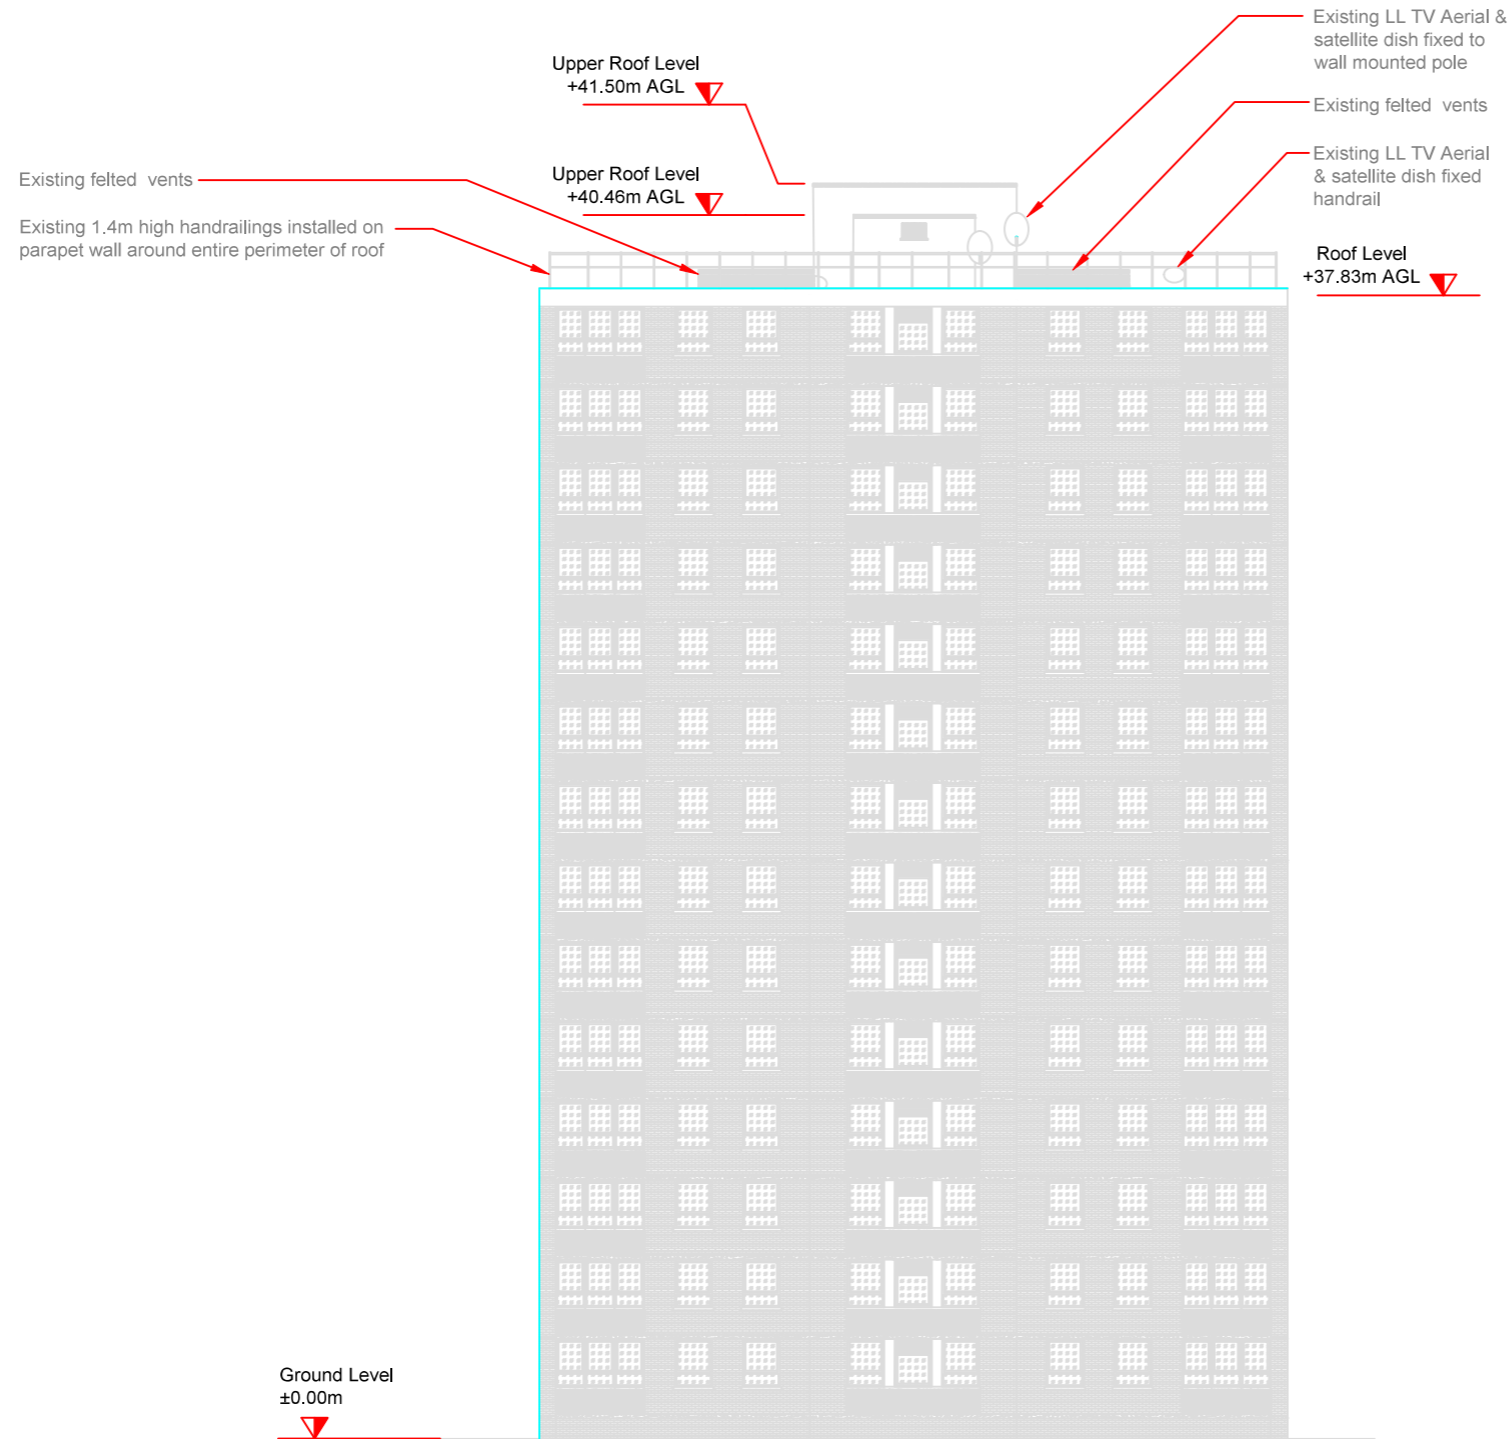 Existing LL TV Aerial &
satellite dish fixed to
wall mounted pole
Upper Roof Level
+41.50m AGL
Existing felted vents
Existing LL TV Aerial
& satellite dish fixed
handrail
Upper Roof Level
+40.46m AGL
Existing felted vents
Existing 1.4m high handrailings installed on
parapet wall around entire perimeter of roof
Roof Level
+37.83m AGL
Ground Level
±0.00m